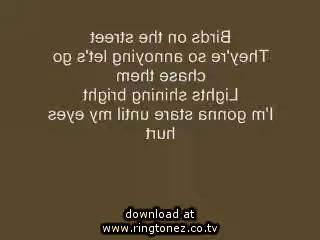 Birds on the street
They're so annoying let's go
chase them
Lights shining bright
I'm gonna stare until my eyes
hurt
download at
www.ringtonez.co.tv